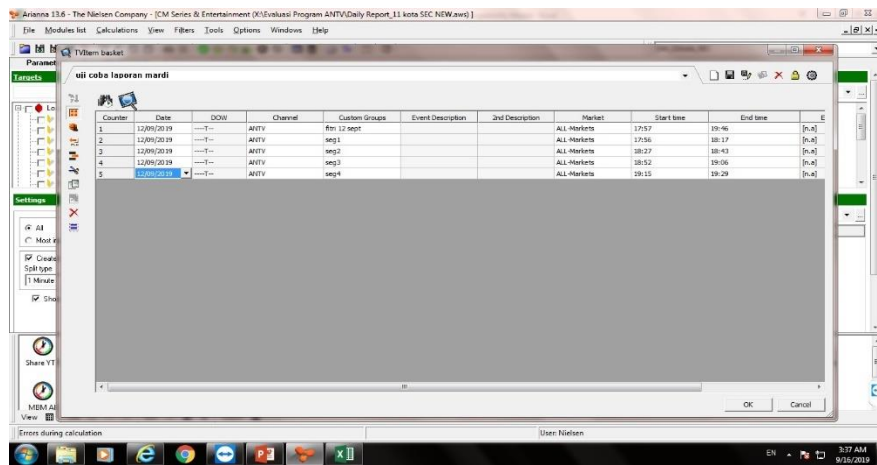 Arianna 13.6 - The Nielsen Company - [CM Series & Entertainment (X:\Evaluasi Program ANTV\Daily Report_11 kota SEC NEW.aws) ]
File Modules list Calculations View Filters Tools Options Windows Help
TVItem basket
Targets
uji coba laporan mardi
Counter Date DOW Channel Custom Groups Event Description 2nd Description Market Start time End time
1 12/09/2019 ----T-- ANTV ftm 12 sept ALL-Markets 17:57 19:46 [n.a]
2 12/09/2019 ----T-- ANTV seg1 ALL-Markets 17:56 18:17 [n.a]
3 12/09/2019 ----T-- ANTV seg2 ALL-Markets 18:27 18:43 [n.a]
4 12/09/2019 ----T-- ANTV seg3 ALL-Markets 18:52 19:06 [n.a]
5 12/09/2019 ----T-- ANTV seg4 ALL-Markets 19:15 19:29 [n.a]
Settings
All
Most
Create
Split type
1 Minute
Sho
Share YT
MBM
View
OK Cancel
Errors during calculation User: Nielsen
EN 3:37 AM
9/16/2019